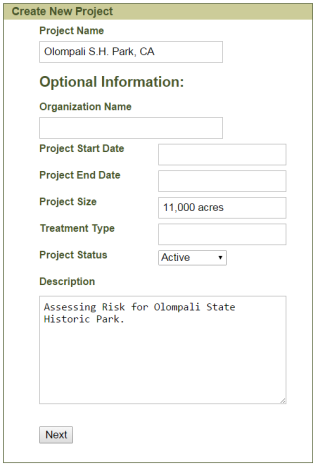 Create New Project
Project Name
Olompali S.H. Park, CA
Optional Information:
Organization Name
Project Start Date
Project End Date
Project Size
11,000 acres
Treatment Type
Project Status
Active
Description
Assessing Risk for Olompali State
Historic Park.
Next